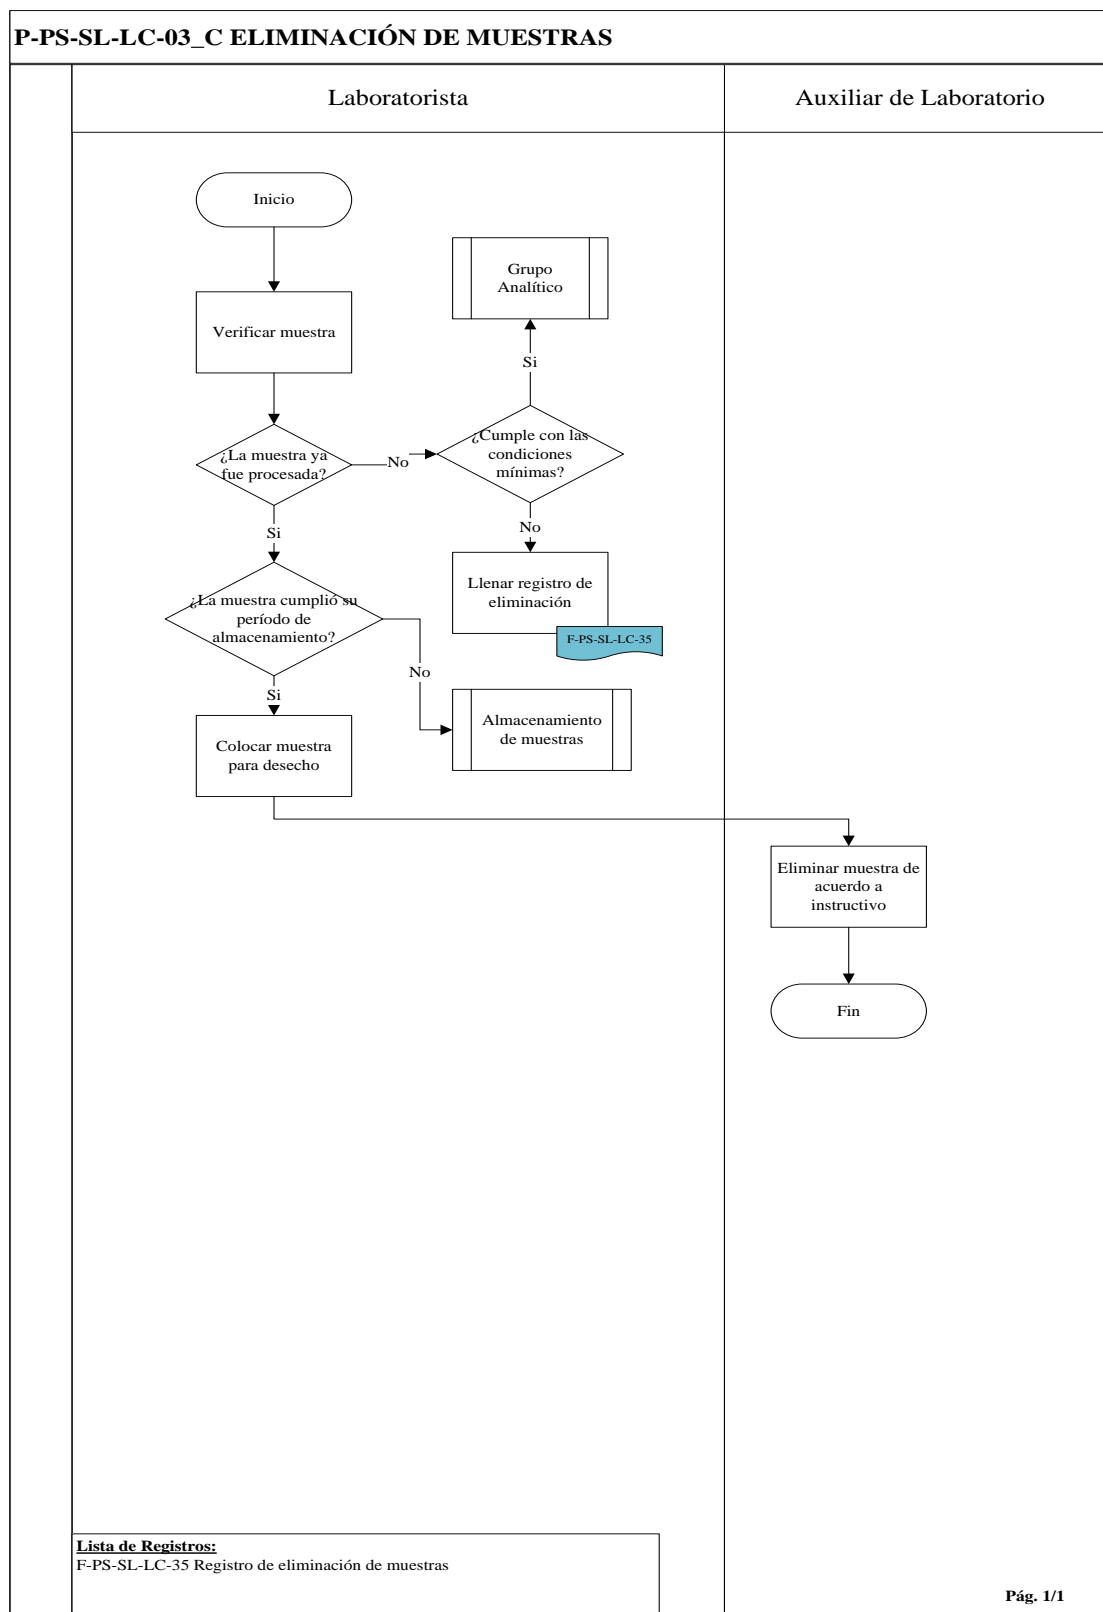 P-PS-SL-LC-03_C ELIMINACIÓN DE MUESTRAS
Laboratorista
Auxiliar de Laboratorio
Inicio
Grupo
Analítico
Verificar muestra
Si
¿Cumple con las
condiciones
mínimas?
¿La muestra ya
fue procesada?
No
No
Si
Llenar registro de
eliminación
F-PS-SL-LC-35
¿La muestra cumplió su
período de
almacenamiento?
No
Si
Almacenamiento
de muestras
Colocar muestra
para desecho
Eliminar muestra de
acuerdo a
instructivo
Fin
Lista de Registros:
F-PS-SL-LC-35 Registro de eliminación de muestras
Pág. 1/1